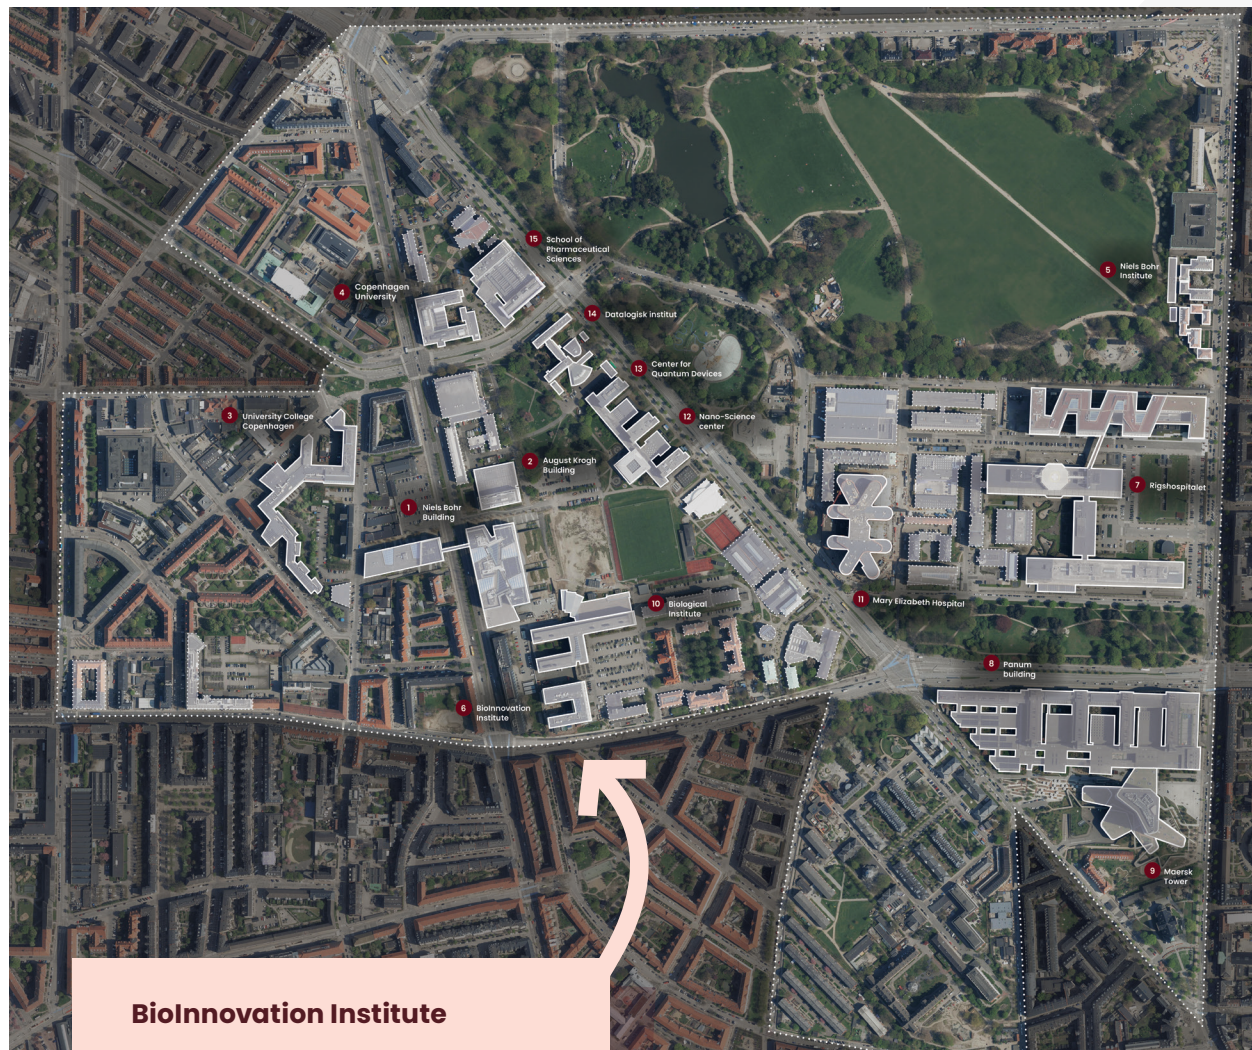 15 School of
Pharmaceutical
Sciences
5 Niels Bohr
Institute
4 Copenhagen
University
14 Datalogisk institut
13 Center for
Quantum Devices
3 University College
Copenhagen
12 Nano-Science
center
2 August Krogh
Building
7 Rigshospitalet
1 Niels Bohr
Building
10 Biological
Institute
11 Mary Elizabeth Hospital
8 Panum
building
6 BioInnovation
Institute
9 Maersk
Tower
BioInnovation Institute